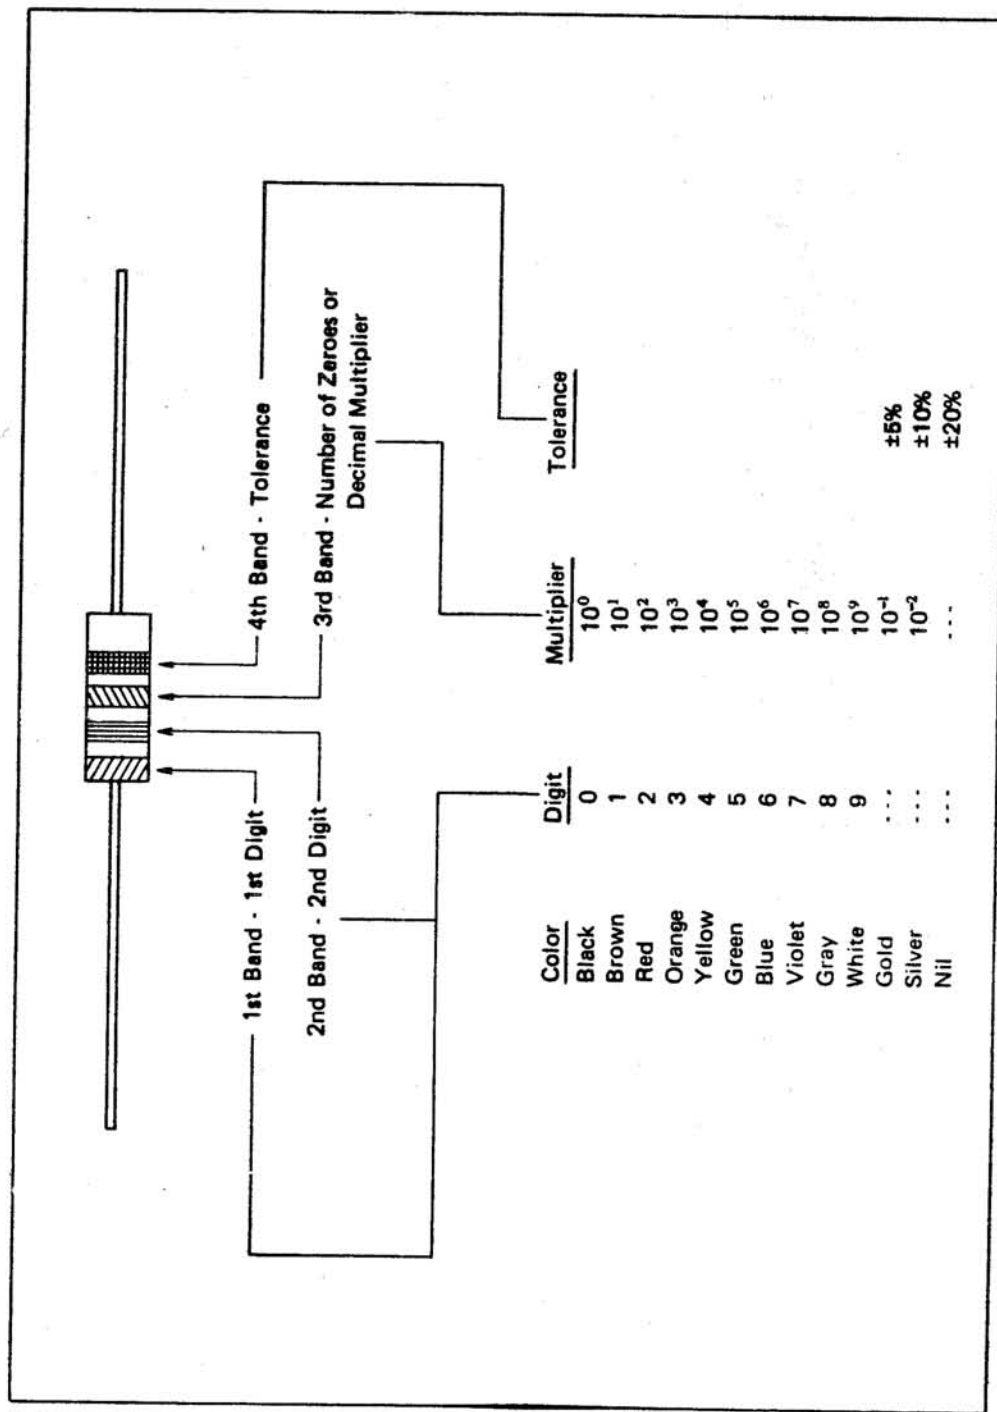 1st Band - 1st Digit
4th Band - Tolerance
2nd Band - 2nd Digit
3rd Band - Number of Zeroes or
Decimal Multiplier
Color Digit Multiplier Tolerance
Black 0 10⁰
Brown 1 10¹
Red 2 10²
Orange 3 10³
Yellow 4 10⁴
Green 5 10⁵
Blue 6 10⁶
Violet 7 10⁷
Gray 8 10⁸
White 9 10⁹
Gold ... 10⁻¹ ±5%
Silver ... 10⁻² ±10%
Nil ... ... ±20%